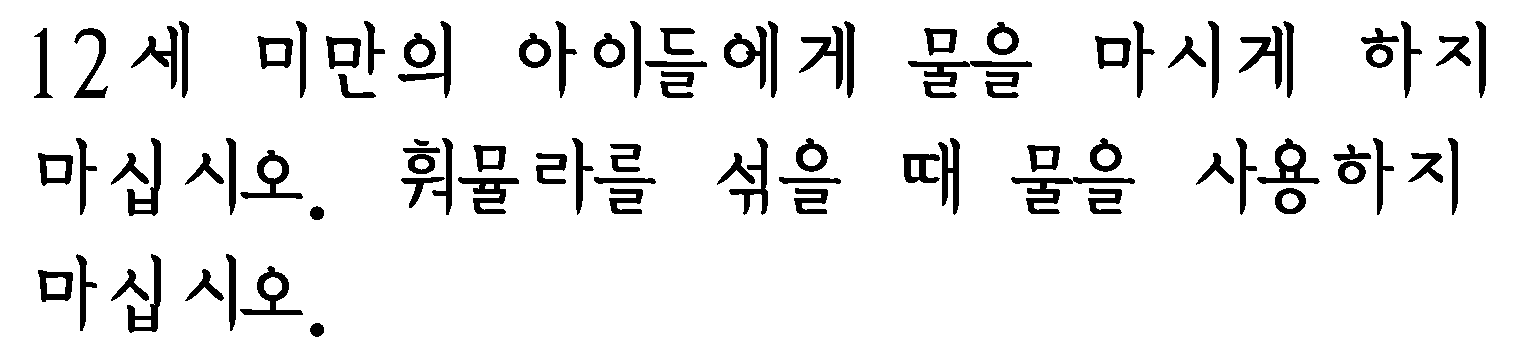 12세 미만의 아이들에게 물을 마시게 하지
마십시오. 훠뮬라를 섞을 때 물을 사용하지
마십시오.